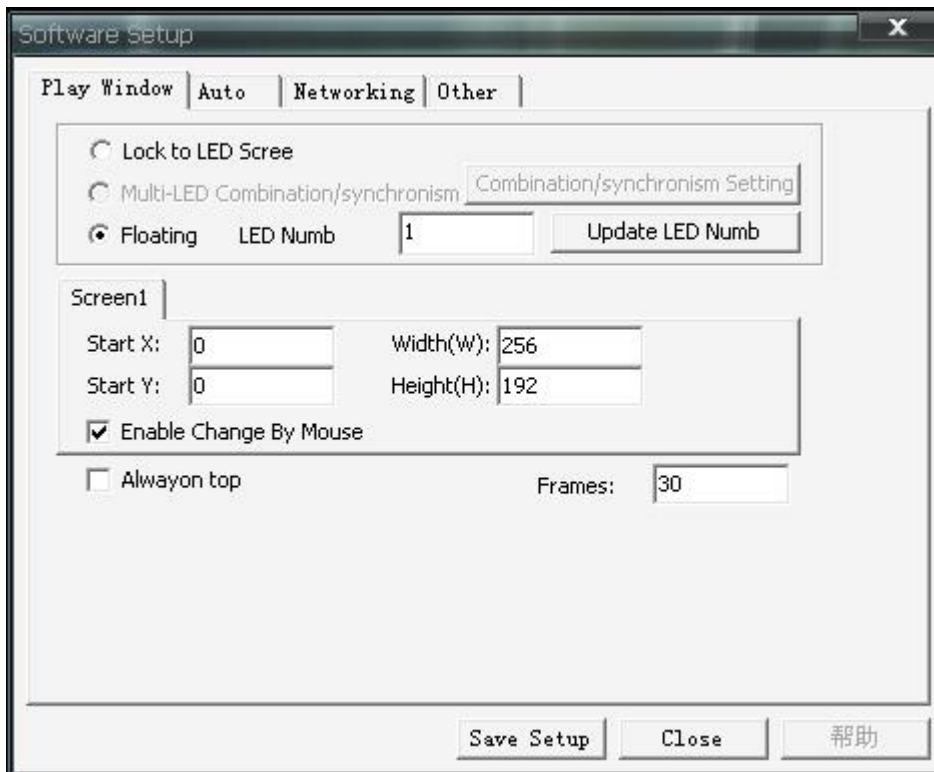 Software Setup X
Play Window Auto Networking Other
Lock to LED Scree
Multi-LED Combination/synchronism Combination/synchronism Setting
Floating LED Numb 1 Update LED Numb
Screen1
Start X: 0 Width(W): 256
Start Y: 0 Height(H): 192
Enable Change By Mouse
Alwayon top Frames: 30
Save Setup Close 帮助